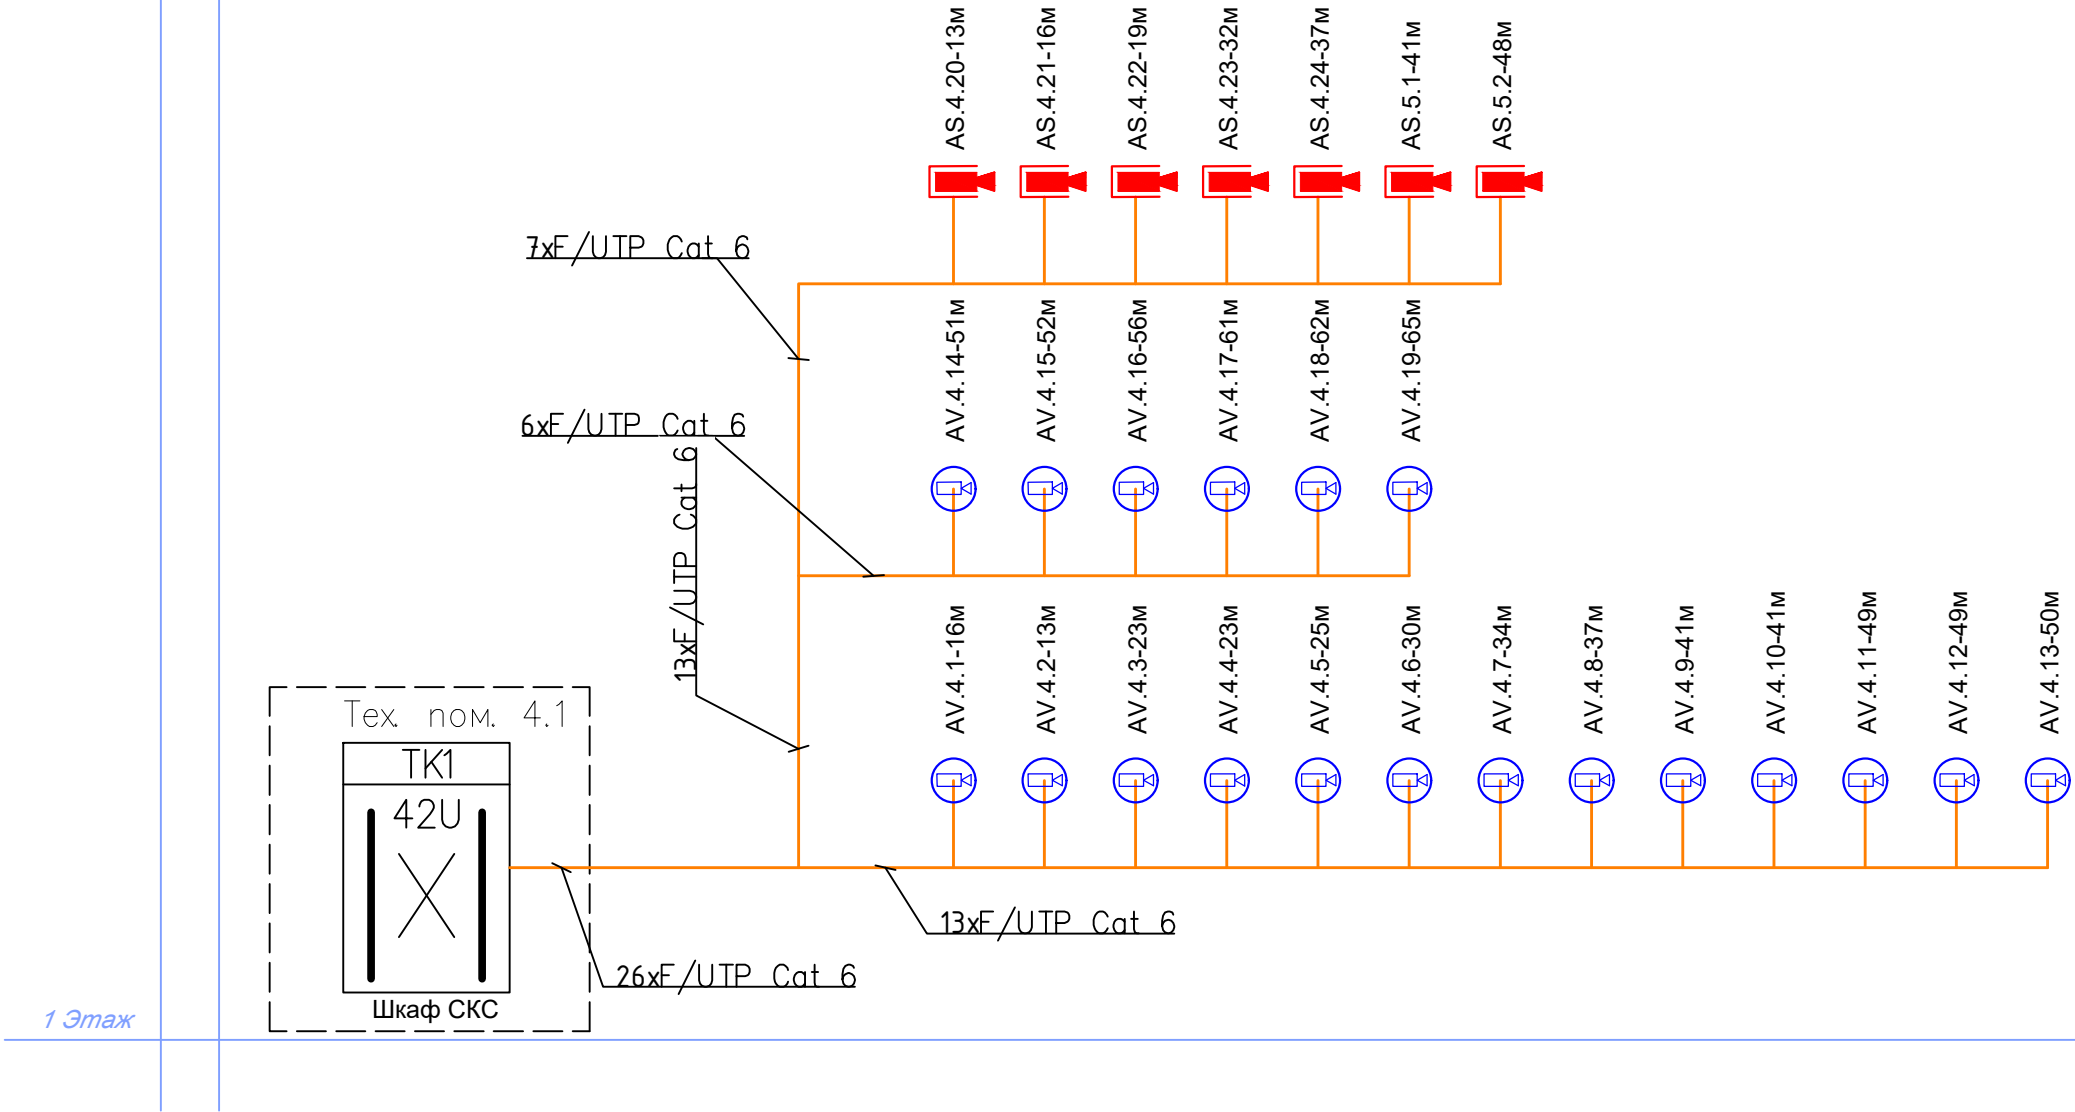 AS.4.20-13м
AS.4.21-16м
AS.4.22-19м
AS.4.23-32м
AS.4.24-37м
AS.5.1-41м
AS.5.2-48м
7xF/UTP Cat 6
AV.4.14-51м
AV.4.15-52м
AV.4.16-56м
AV.4.17-61м
AV.4.18-62м
AV.4.19-65м
6xF/UTP Cat 6
13xF/UTP Cat 6
AV.4.1-16м
AV.4.2-13м
AV.4.3-23м
AV.4.4-23м
AV.4.5-25м
AV.4.6-30м
AV.4.7-34м
AV.4.8-37м
AV.4.9-41м
AV.4.10-41м
AV.4.11-49м
AV.4.12-49м
AV.4.13-50м
Тех. пом. 4.1
ТК1
42U
13xF/UTP Cat 6
26xF/UTP Cat 6
Шкаф СКС
1 Этаж